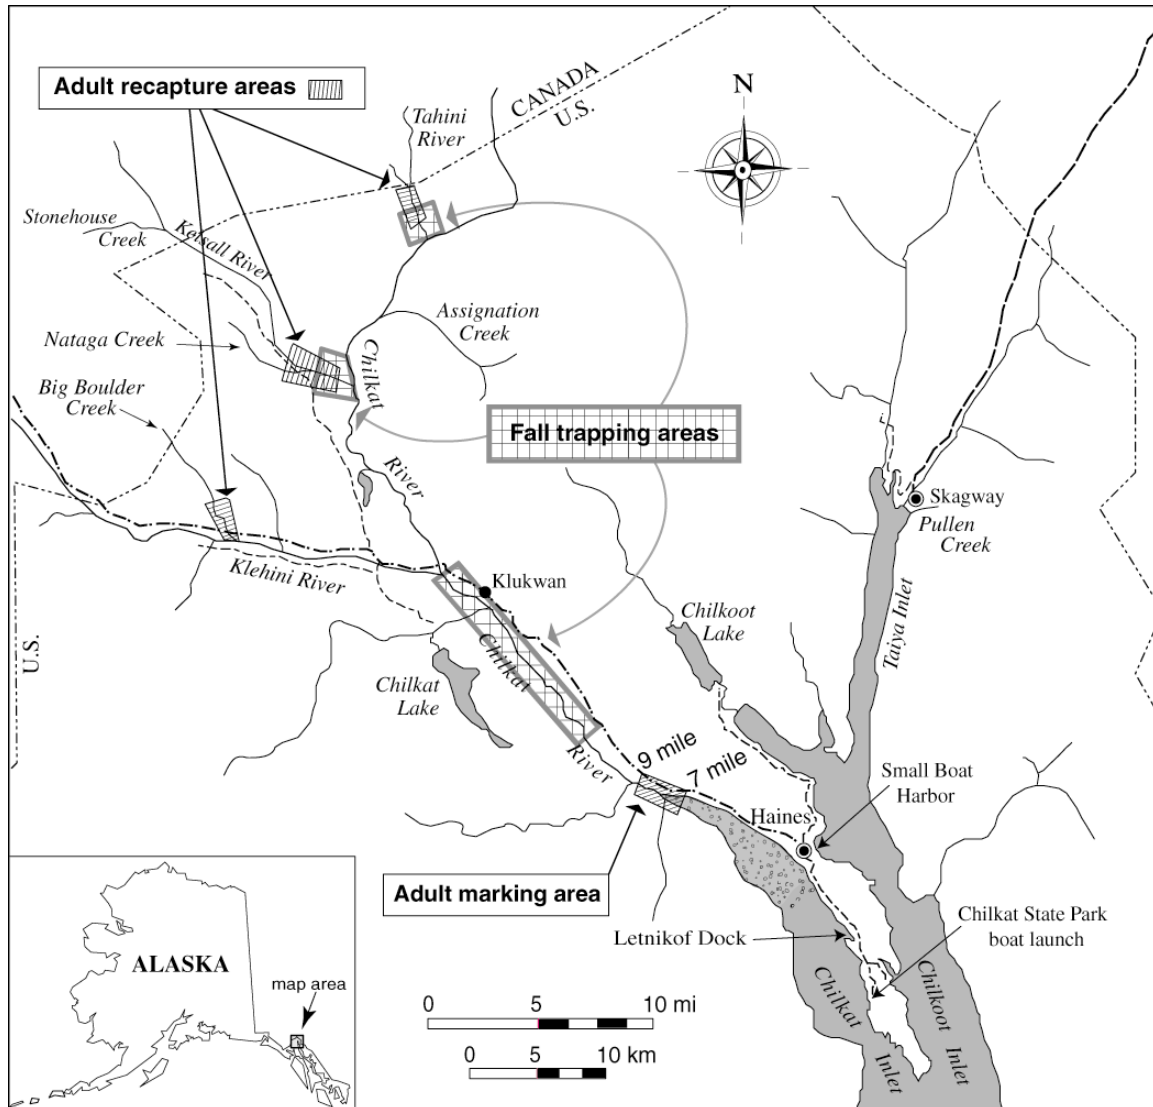 Adult recapture areas
CANADA
U.S.
N
Tahini
River
Stonehouse
Creek
Kelsall River
Assignation
Creek
Nataga Creek
Chilkat
Big Boulder
Creek
Fall trapping areas
River
Skagway
Pullen
Creek
Klehini River
Klukwan
Chilkoot
Lake
Taiya Inlet
U.S.
Chilkat
Chilkat
Lake
River
9 mile
7 mile
Small Boat
Harbor
Haines
Adult marking area
Chilkat State Park
boat launch
Letnikof Dock
ALASKA
map area
Chilkat
Inlet
Chilkoot
Inlet
0 5 10 mi
0 5 10 km